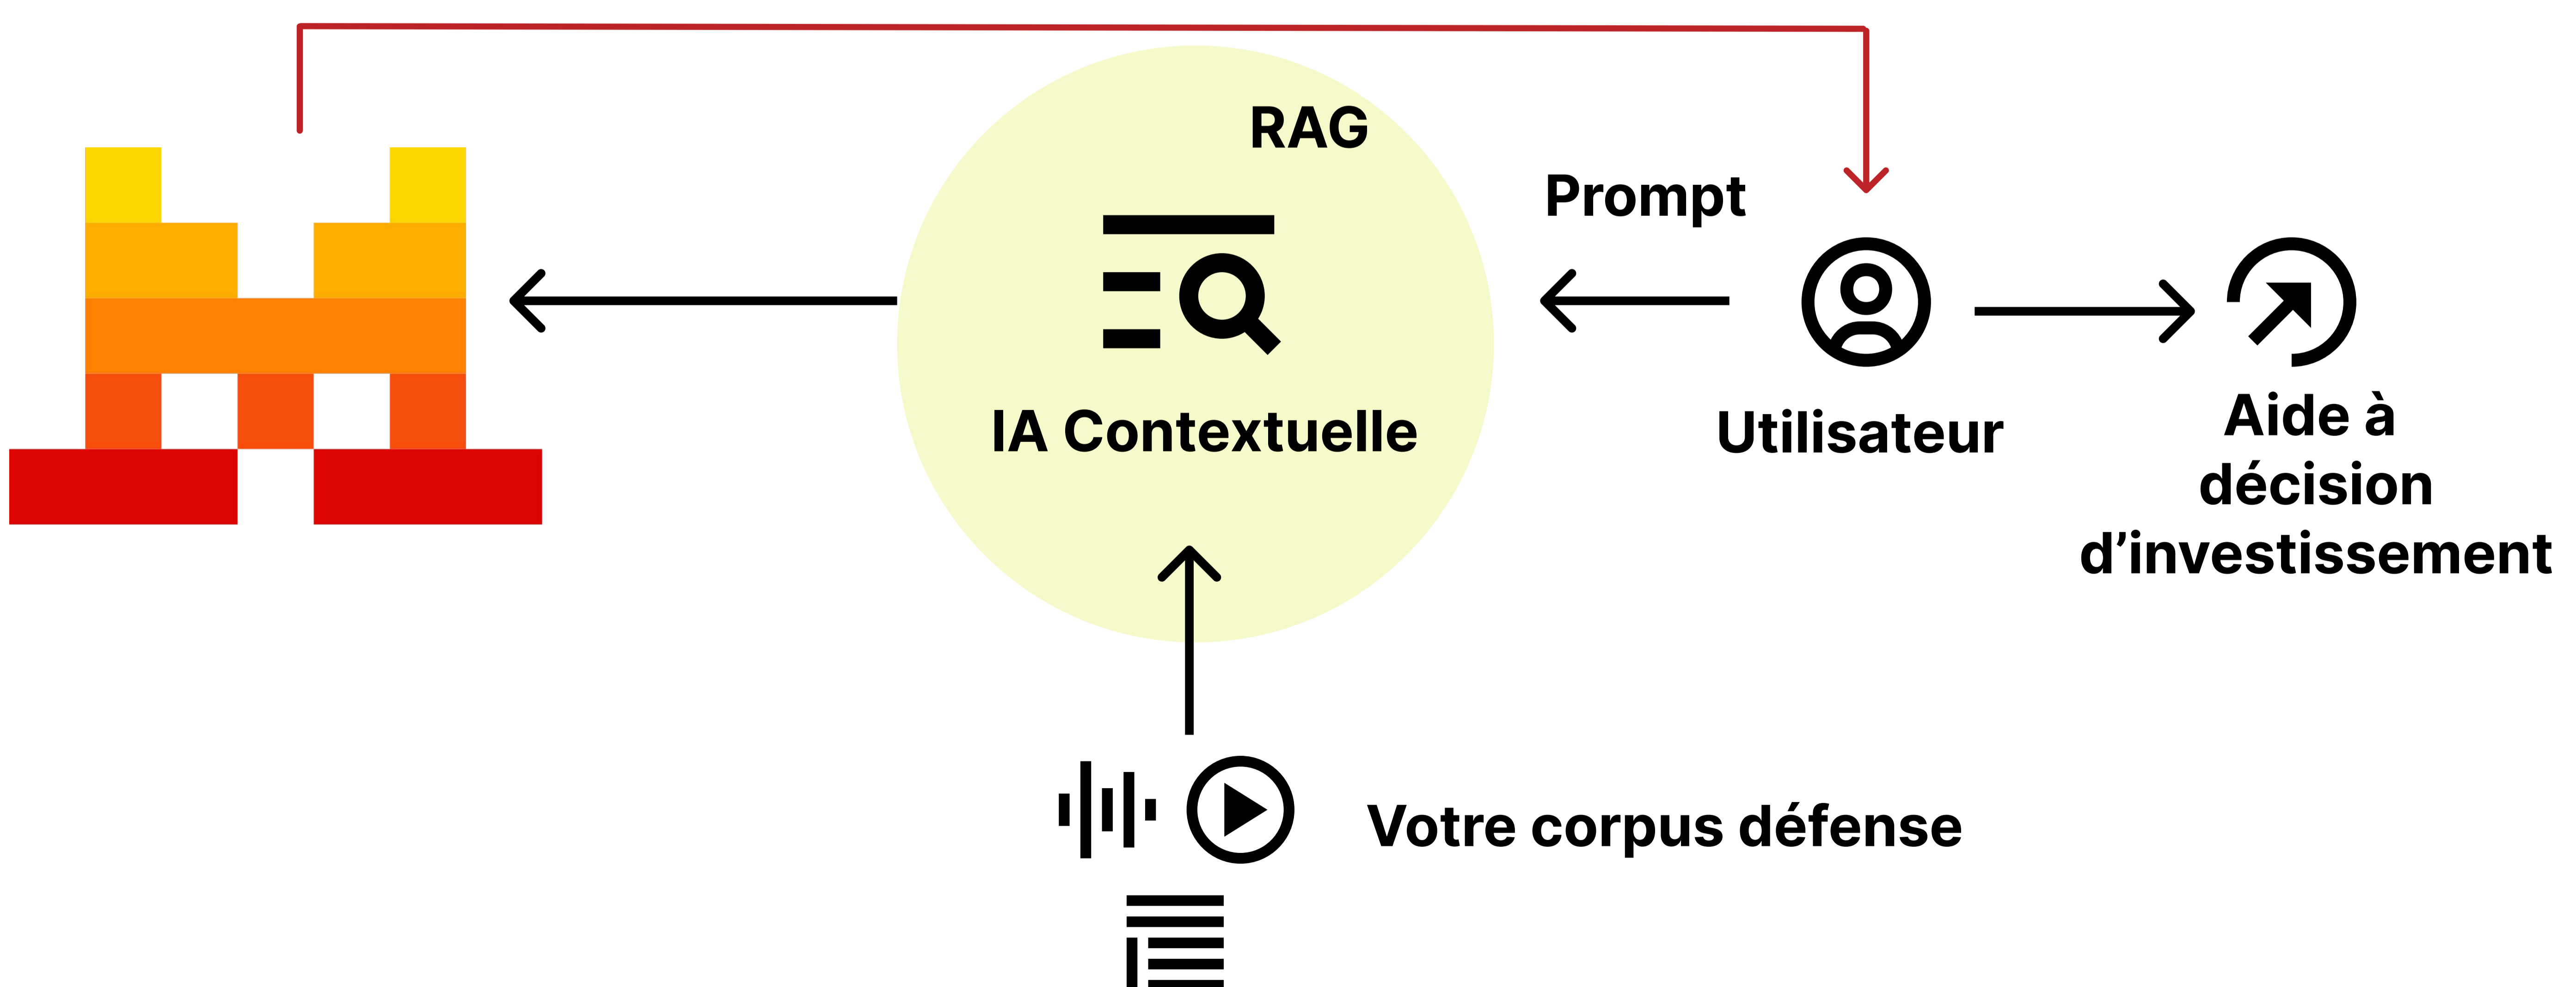 RAG
Prompt
IA Contextuelle
Utilisateur
Aide à
décision
d’investissement
Votre corpus défense